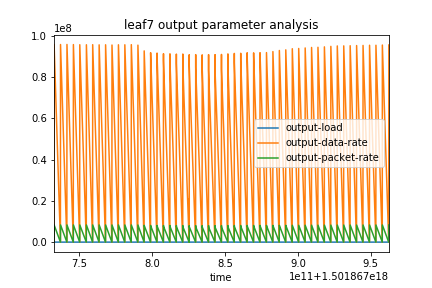 leaf7 output parameter analysis
1e8
1.0
0.8
0.6
0.4
0.2
0.0
output-load
output-data-rate
output-packet-rate
7.5 8.0 8.5 9.0 9.5
time
1e11+1.501867e18